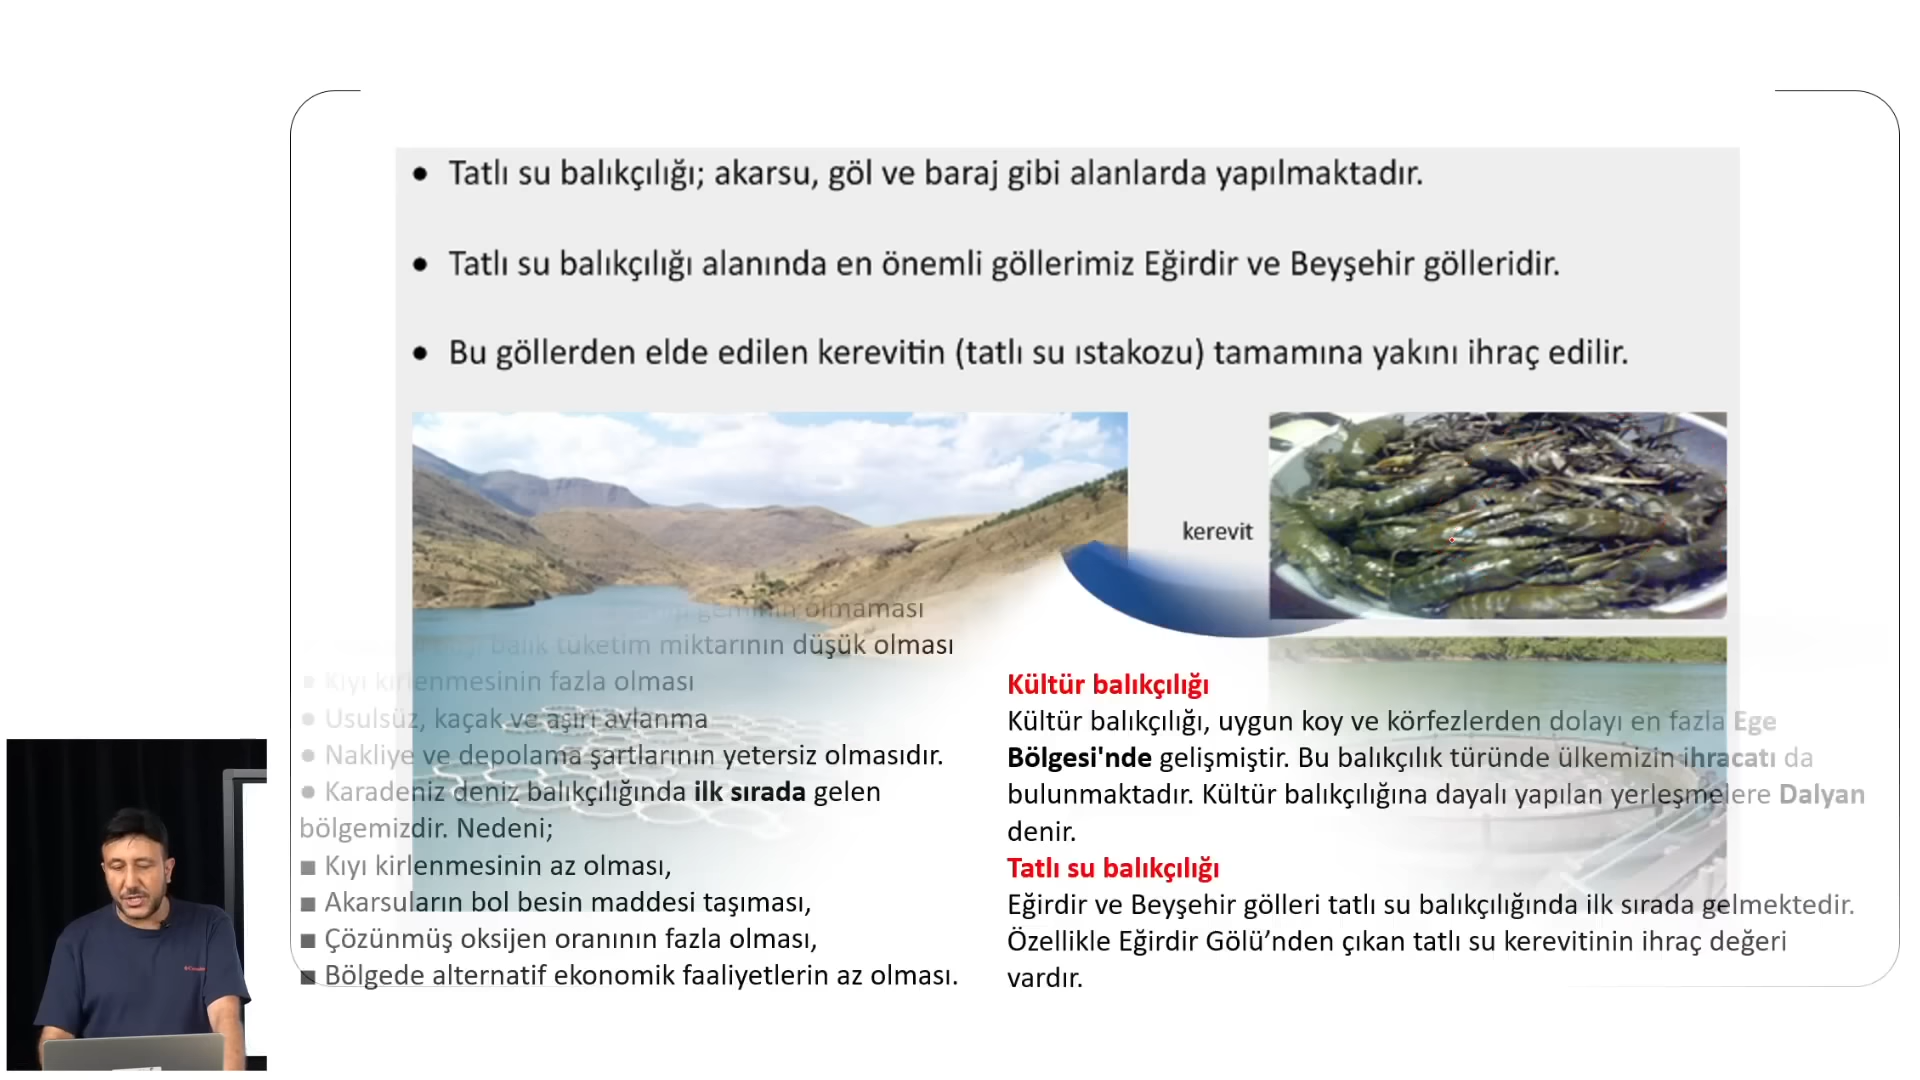 • Tatlı su balıkçılığı; akarsu, göl ve baraj gibi alanlarda yapılmaktadır.
• Tatlı su balıkçılığı alanında en önemli göllerimiz Eğirdir ve Beyşehir gölleridir.
• Bu göllerden elde edilen kerevitin (tatlı su ıstakozu) tamamına yakını ihraç edilir.
kerevit
geminin olmaması
balık tüketim miktarının düşük olması
■ Kıyı kirlenmesinin fazla olması
● Usulsüz, kaçak ve aşırı avlanma
● Nakliye ve depolama şartlarının yetersiz olmasıdır.
● Karadeniz deniz balıkçılığında ilk sırada gelen
bölgemizdir. Nedeni;
■ Kıyı kirlenmesinin az olması,
■ Akarsuların bol besin maddesi taşıması,
■ Çözünmüş oksijen oranının fazla olması,
■ Bölgede alternatif ekonomik faaliyetlerin az olması.
Kültür balıkçılığı
Kültür balıkçılığı, uygun koy ve körfezlerden dolayı en fazla Ege
Bölgesi'nde gelişmiştir. Bu balıkçılık türünde ülkemizin ihracatı da
bulunmaktadır. Kültür balıkçılığına dayalı yapılan yerleşmelere Dalyan
denir.
Tatlı su balıkçılığı
Eğirdir ve Beyşehir gölleri tatlı su balıkçılığında ilk sırada gelmektedir.
Özellikle Eğirdir Gölü’nden çıkan tatlı su kerevitinin ihraç değeri
vardır.